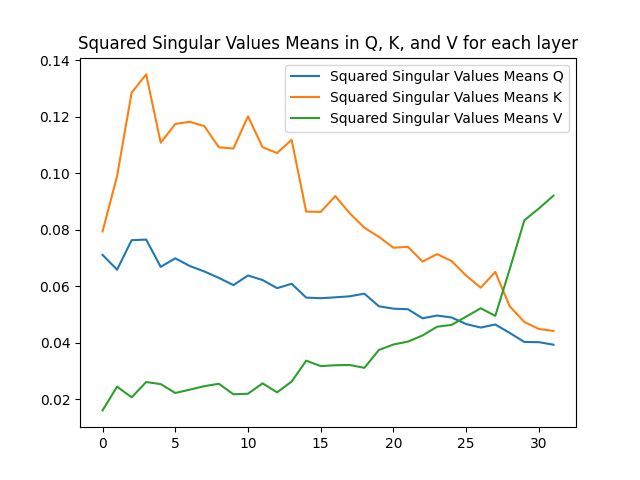 Squared Singular Values Means in Q, K, and V for each layer
0.14
0.12
0.10
0.08
0.06
0.04
0.02
Squared Singular Values Means Q
Squared Singular Values Means K
Squared Singular Values Means V
0 5 10 15 20 25 30